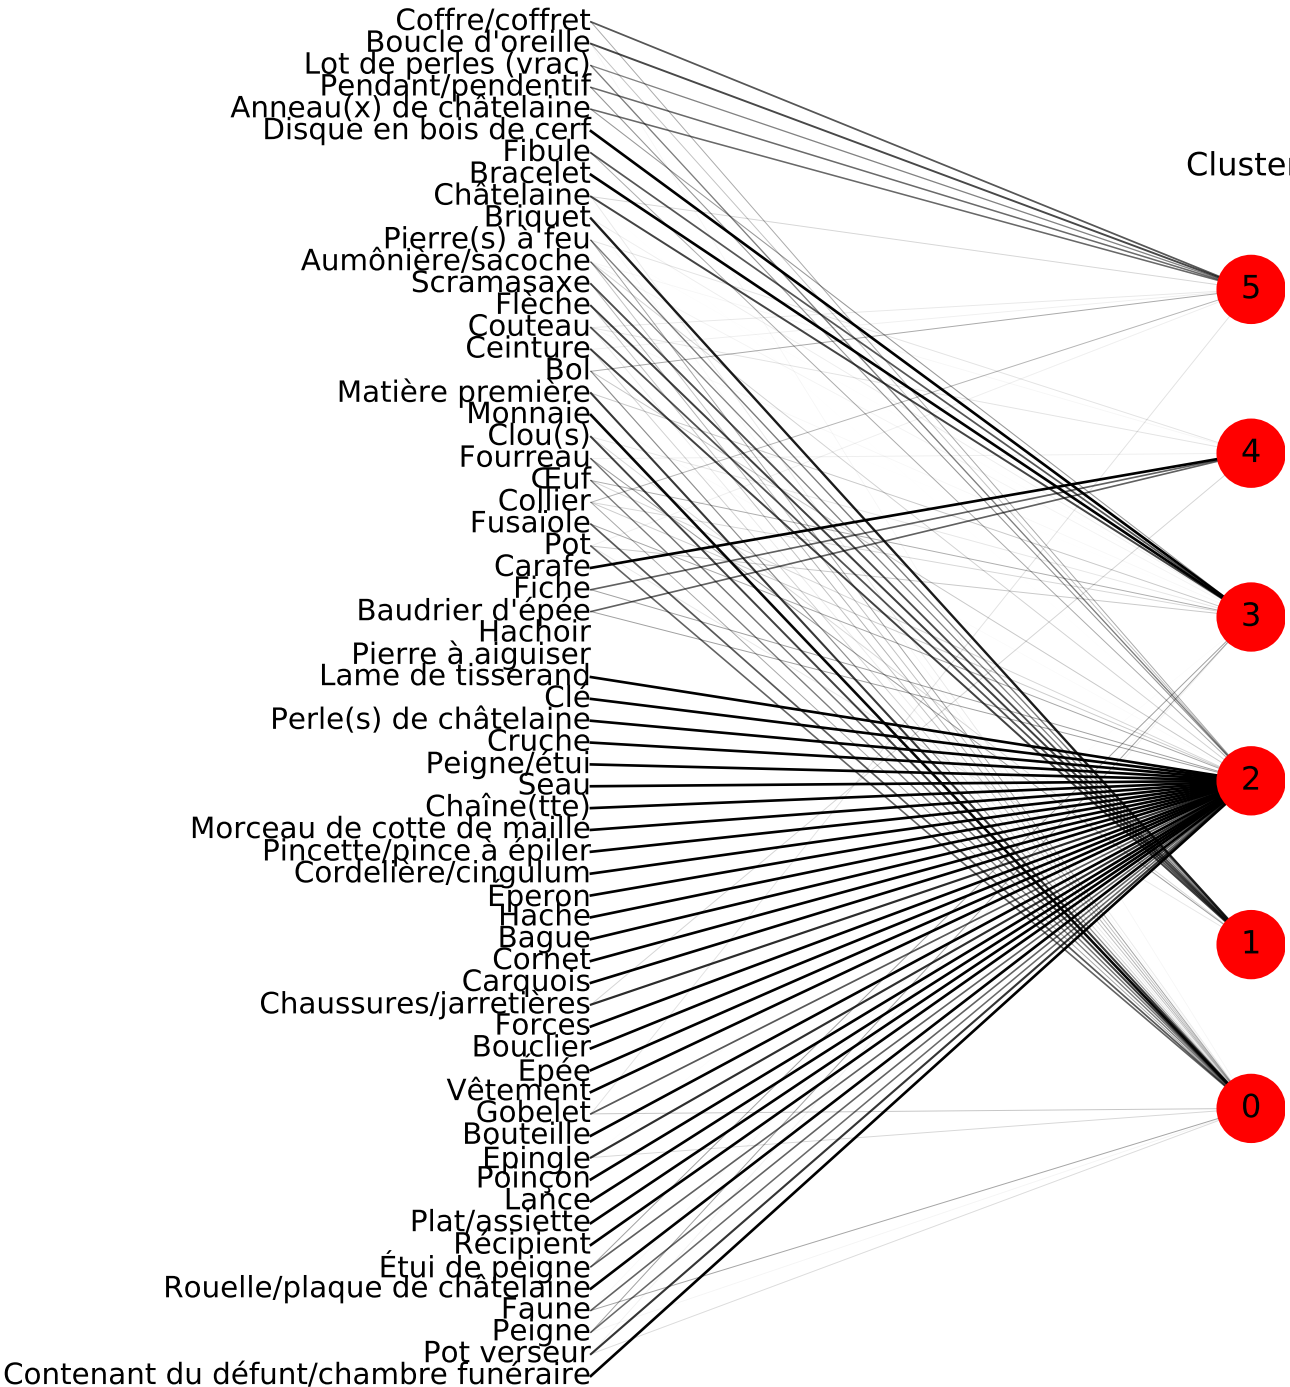 Coffre/coffret
Boucle d'oreille
Lot de perles (vrac)
Pendant/pendentif
Anneau(x) de châtelaine
Disque en bois de cerf
Fibule
Bracelet
Châtelaine
Briquet
Pierre(s) à feu
Aumônière/sacoche
Scramasaxe
Flèche
Couteau
Ceinture
Bol
Matière première
Monnaie
Clou(s)
Fourreau
Œuf
Collier
Fusaïole
Pot
Carafe
Fiche
Baudrier d'épée
Hachoir
Pierre à aiguiser
Lame de tisserand
Clé
Perle(s) de châtelaine
Cruche
Peigne/étui
Seau
Chaîne(tte)
Morceau de cotte de maille
Pincette/pince à épiler
Cordelière/cingulum
Éperon
Hache
Bague
Cornet
Carquois
Chaussures/jarretières
Forces
Bouclier
Épée
Vêtement
Gobelet
Bouteille
Épingle
Poinçon
Lance
Plat/assiette
Récipient
Étui de peigne
Rouelle/plaque de châtelaine
Faune
Peigne
Pot verseur
Contenant du défunt/chambre funéraire
Cluster
5
4
3
2
1
0